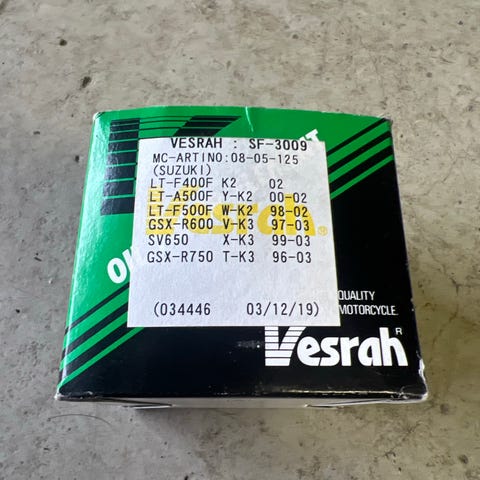 VESRAH : SF-3009
MC-ARTINO:08-05-125
(SUZUKI)
LT-F400F K2 02
LT-A500F Y-K2 00-02
LT-F500F W-K2 98-02
GSX-R600 V-K3 97-03
SV650 X-K3 99-03
GSX-R750 T-K3 96-03
(034446 03/12/19)
Vesrah®
QUALITY
MOTORCYCLE.
Vesrah®